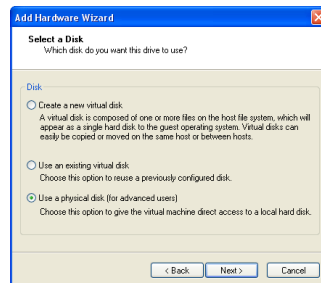 Add Hardware Wizard
Select a Disk
Which disk do you want this drive to use?
Disk
Create a new virtual disk
A virtual disk is composed of one or more files on the host file system, which will
appear as a single hard disk to the guest operating system. Virtual disks can
easily be copied or moved on the same host or between hosts.
Use an existing virtual disk
Choose this option to reuse a previously configured disk.
Use a physical disk (for advanced users)
Choose this option to give the virtual machine direct access to a local hard disk.
< Back
Next >
Cancel